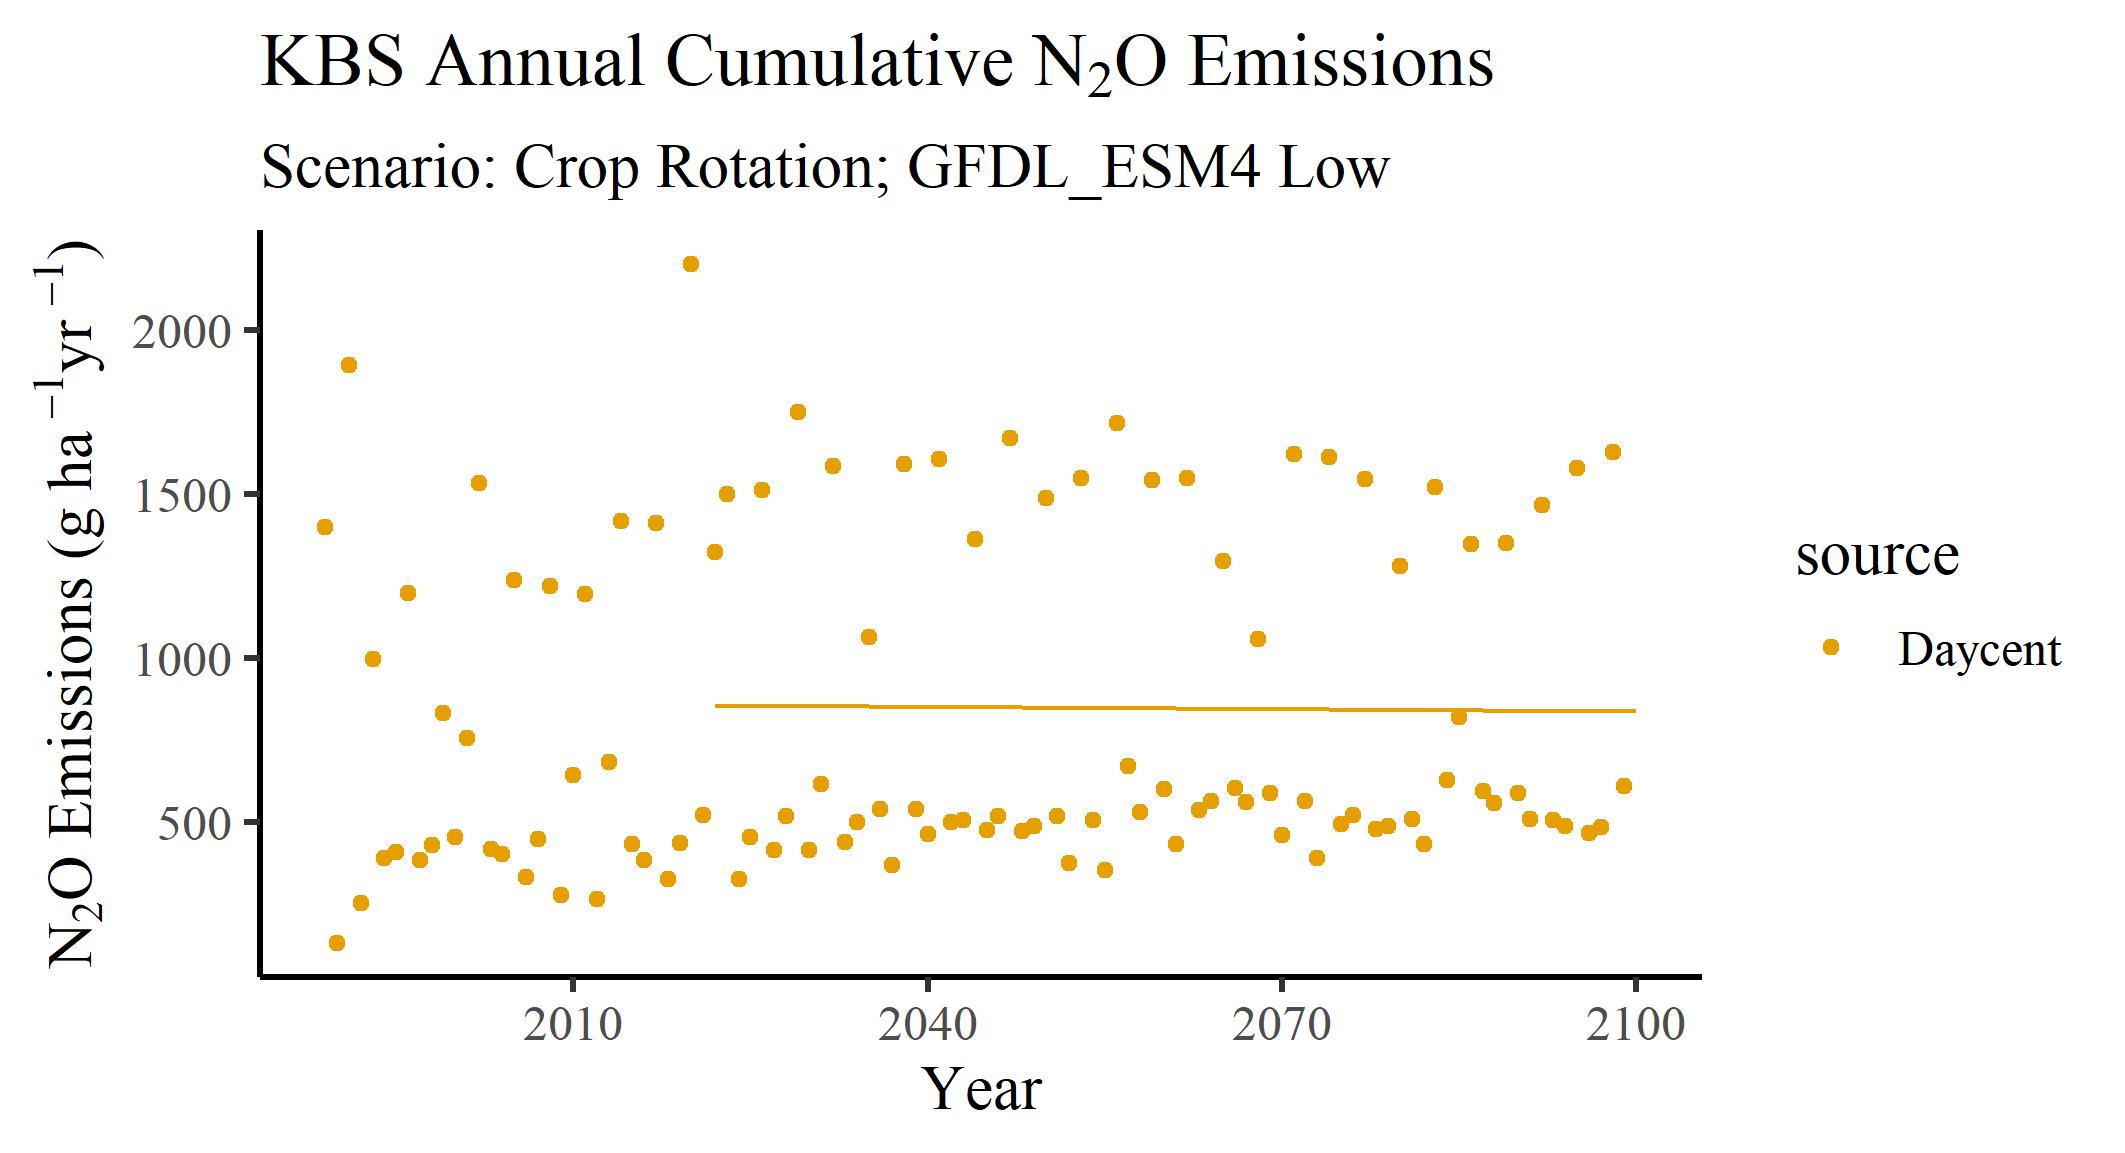 KBS Annual Cumulative N₂O Emissions
Scenario: Crop Rotation; GFDL_ESM4 Low
N₂O Emissions (g ha⁻¹yr⁻¹)
2000
1500
1000
500
2010 2040 2070 2100
Year
source
Daycent